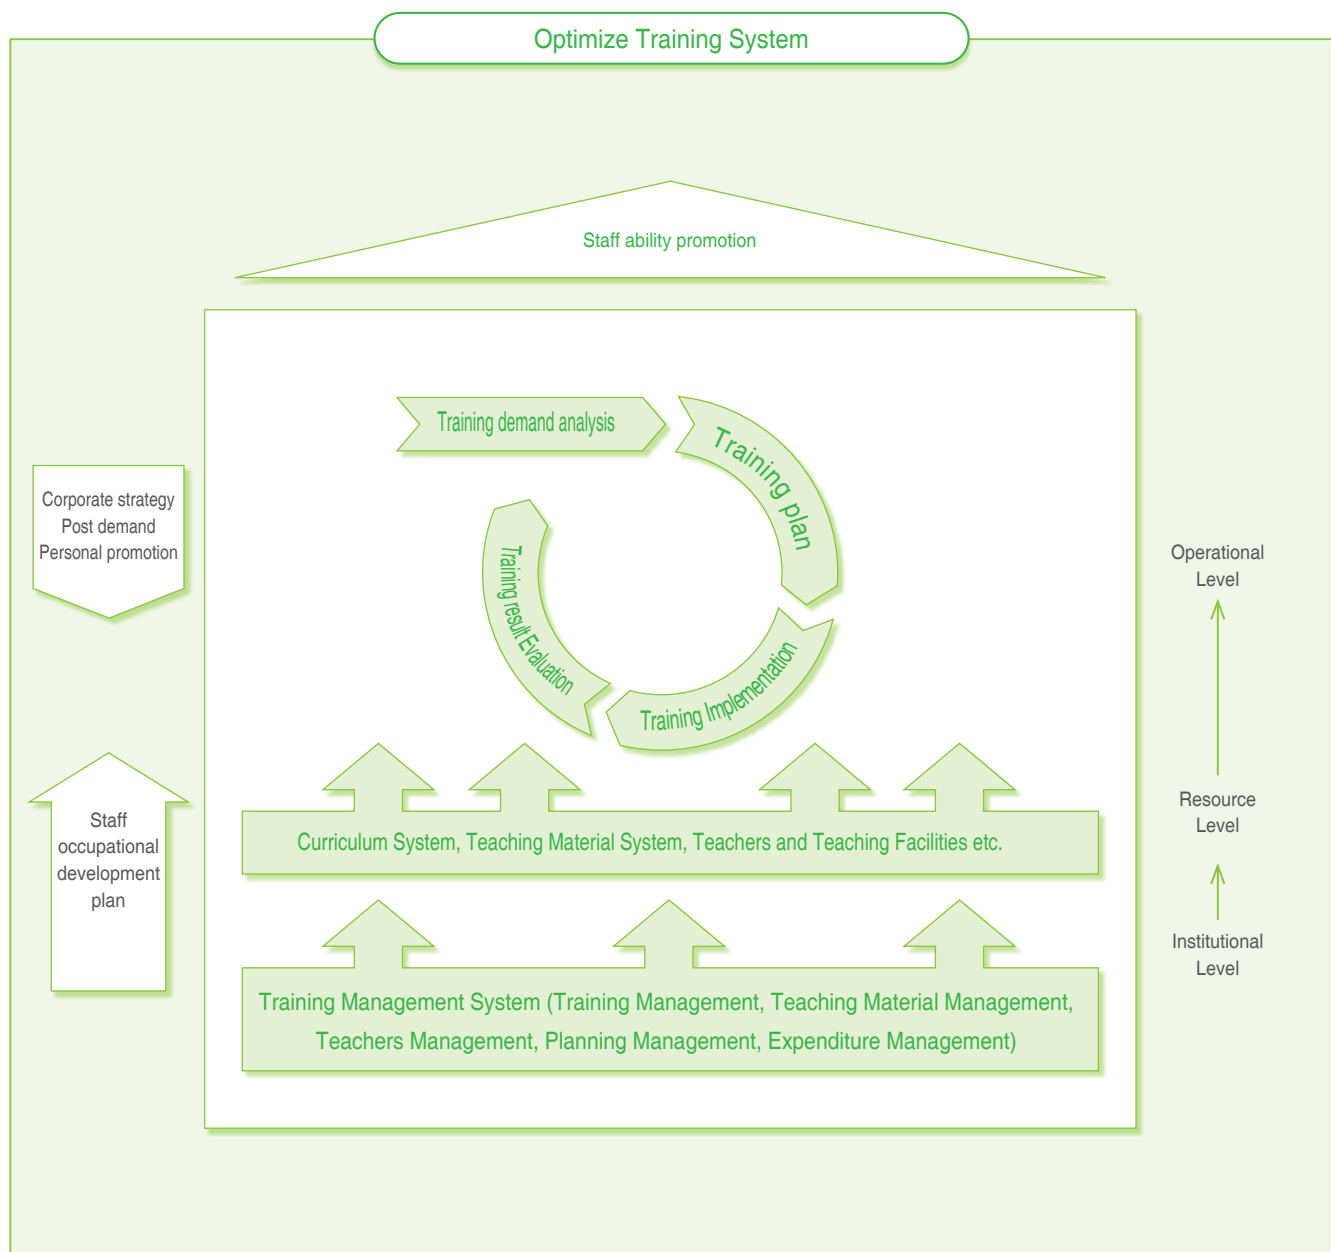 Optimize Training System
Staff ability promotion
Training demand analysis
Training plan
Training Implementation
Training result Evaluation
Corporate strategy
Post demand
Personal promotion
Staff
occupational
development
plan
Operational
Level
Resource
Level
Institutional
Level
Curriculum System, Teaching Material System, Teachers and Teaching Facilities etc.
Training Management System (Training Management, Teaching Material Management,
Teachers Management, Planning Management, Expenditure Management)